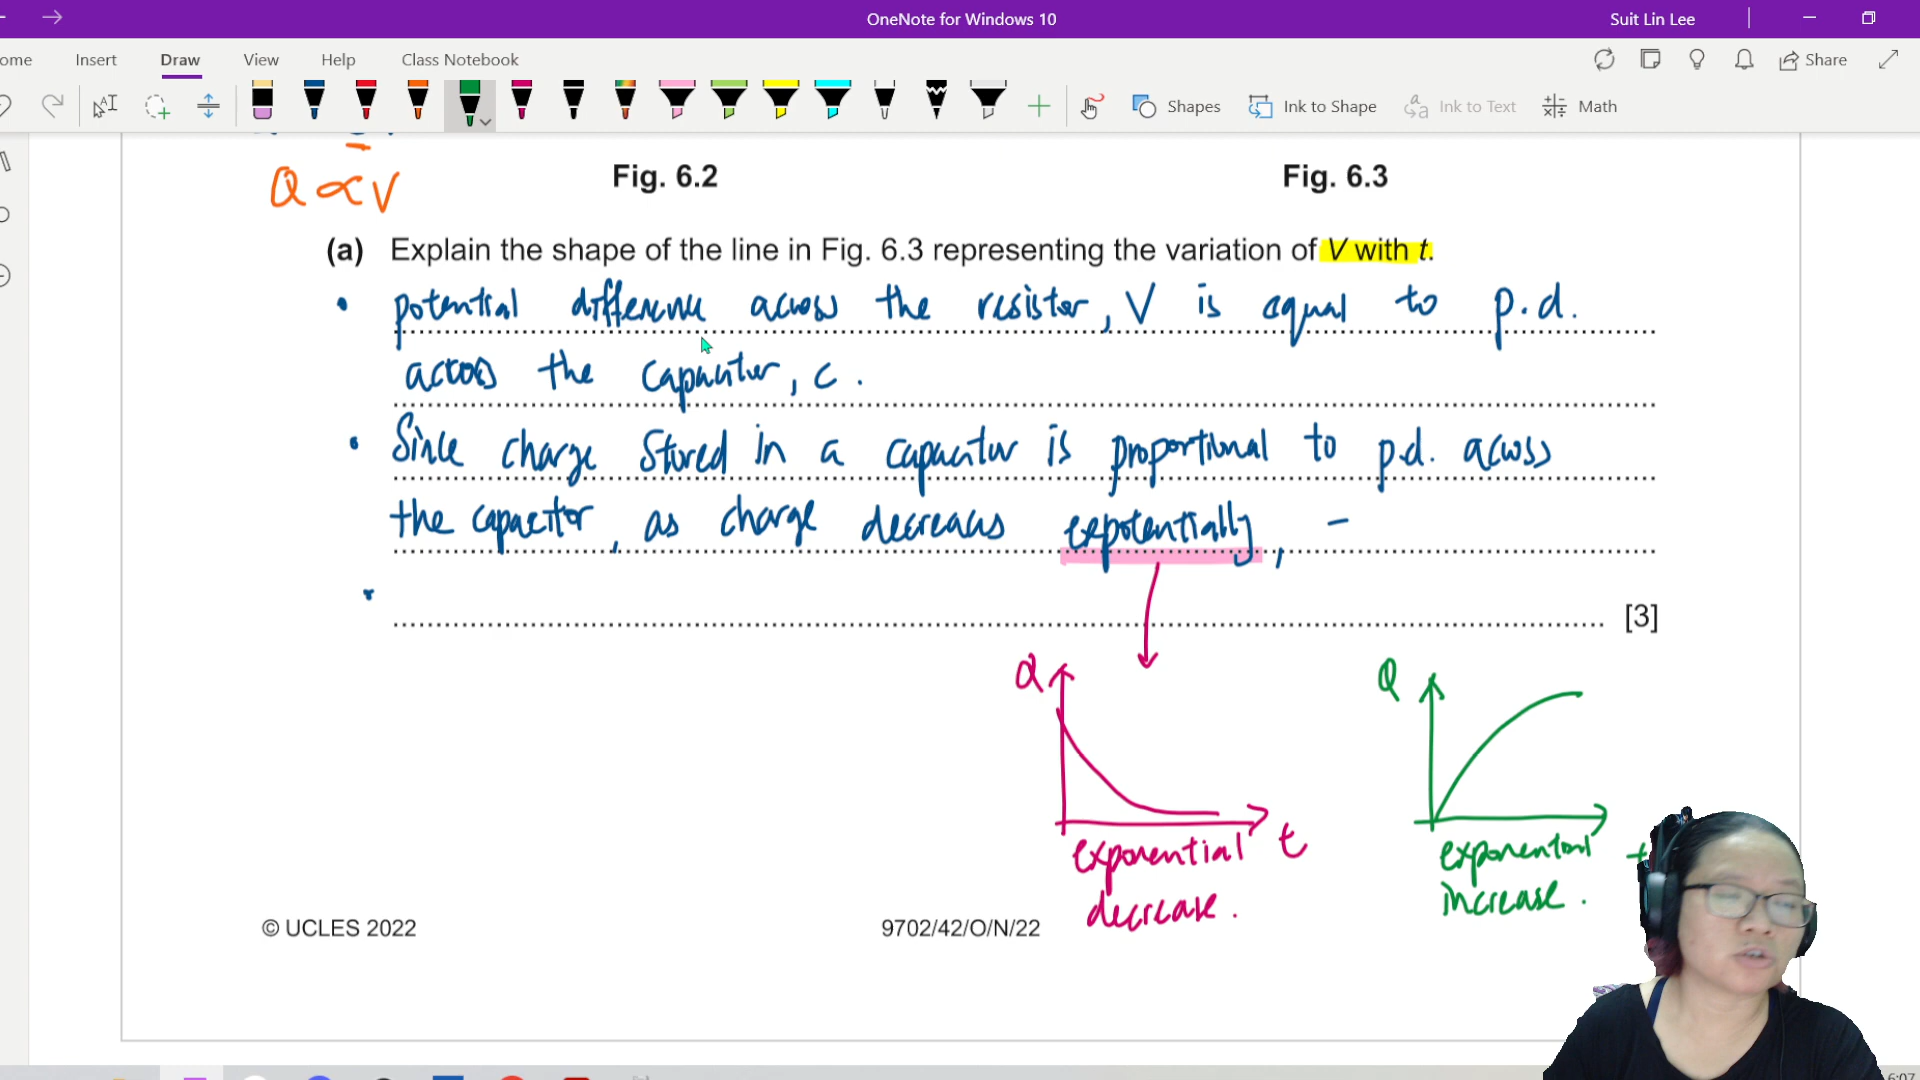 OneNote for Windows 10
Suit Lin Lee
ome Insert Draw View Help Class Notebook
Share
Shapes Ink to Shape Ink to Text Math
Q ∝ V
Fig. 6.2 Fig. 6.3
(a) Explain the shape of the line in Fig. 6.3 representing the variation of V with t.
• potential difference across the resistor, V is equal to p.d.
across the capacitor, C.
• Since charge stored in a capacitor is proportional to p.d. across
the capacitor, as charge decreases expotentially,
[3]
Q
t
exponential
decrease.
Q
exponential
increase.
© UCLES 2022 9702/42/O/N/22
6:07